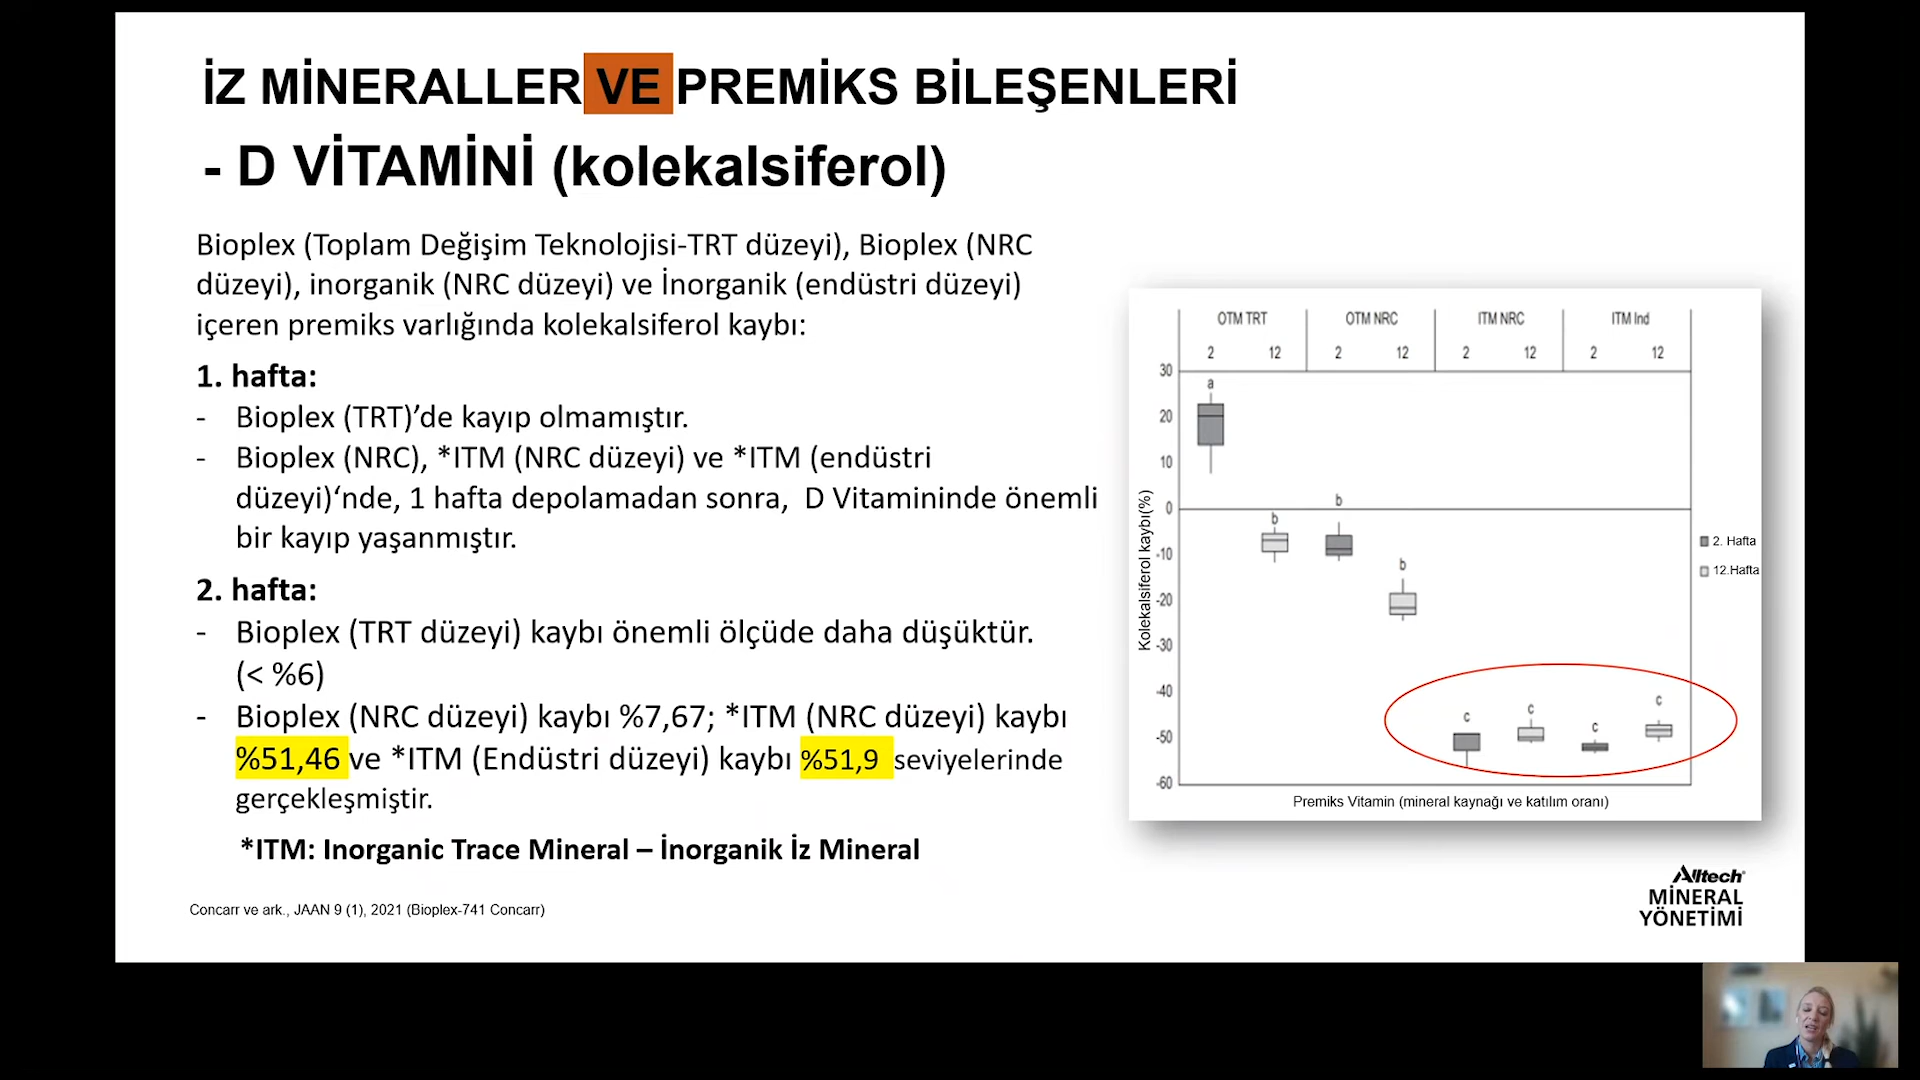 İZ MİNERALLER VE PREMİKS BİLEŞENLERİ
- D VİTAMİNİ (kolekalsiferol)
Bioplex (Toplam Değişim Teknolojisi-TRT düzeyi), Bioplex (NRC
düzeyi), inorganik (NRC düzeyi) ve İnorganik (endüstri düzeyi)
içeren premiks varlığında kolekalsiferol kaybı:
1. hafta:
- Bioplex (TRT)’de kayıp olmamıştır.
- Bioplex (NRC), *ITM (NRC düzeyi) ve *ITM (endüstri
düzeyi)‘nde, 1 hafta depolamadan sonra, D Vitamininde önemli
bir kayıp yaşanmıştır.
2. hafta:
- Bioplex (TRT düzeyi) kaybı önemli ölçüde daha düşüktür.
(< %6)
- Bioplex (NRC düzeyi) kaybı %7,67; *ITM (NRC düzeyi) kaybı
%51,46 ve *ITM (Endüstri düzeyi) kaybı %51,9 seviyelerinde
gerçekleşmiştir.
*ITM: Inorganic Trace Mineral – İnorganik İz Mineral
Concarr ve ark., JAAN 9 (1), 2021 (Bioplex-741 Concarr)
OTM TRT OTM NRC ITM NRC ITM Ind
2 12 2 12 2 12 2 12
30
20
10
0
-10
-20
-30
-40
-50
-60
a
b
b
b
c
c
c
c
Kolekalsiferol kaybı(%)
Premiks Vitamin (mineral kaynağı ve katılım oranı)
2. Hafta
12.Hafta
Alltech
MİNERAL
YÖNETİMİ